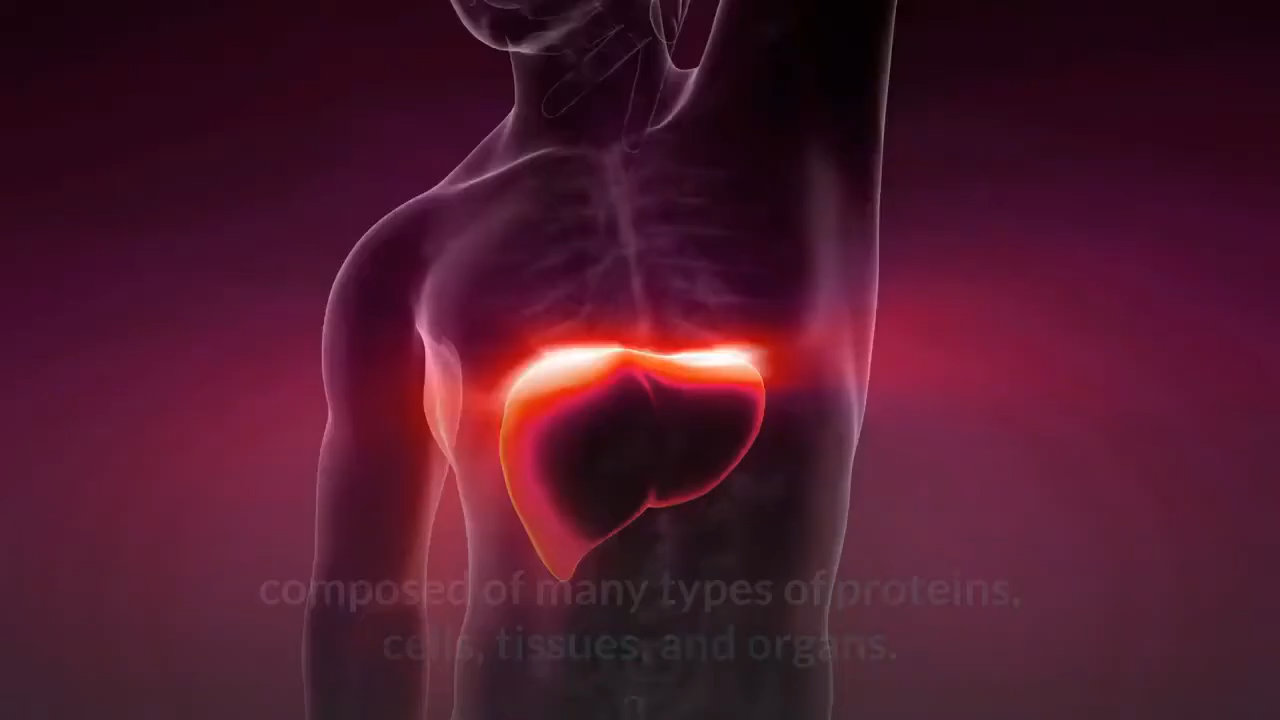 composed of many types of proteins,
cells, tissues, and organs.